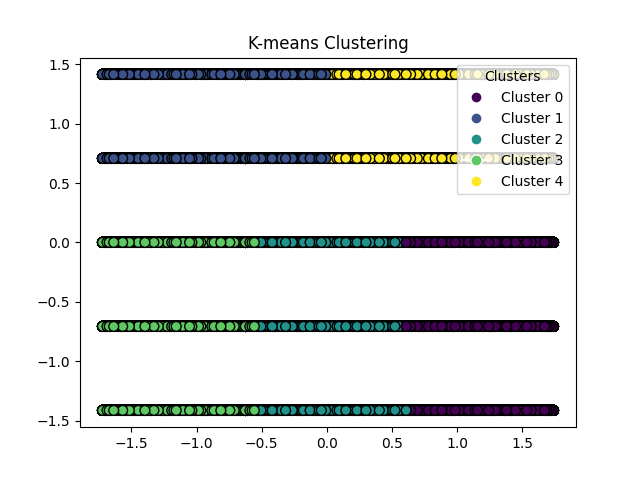 K-means Clustering
1.5
1.0
0.5
0.0
−0.5
−1.0
−1.5
−1.5
−1.0
−0.5
0.0
0.5
1.0
1.5
Clusters
Cluster 0
Cluster 1
Cluster 2
Cluster 3
Cluster 4